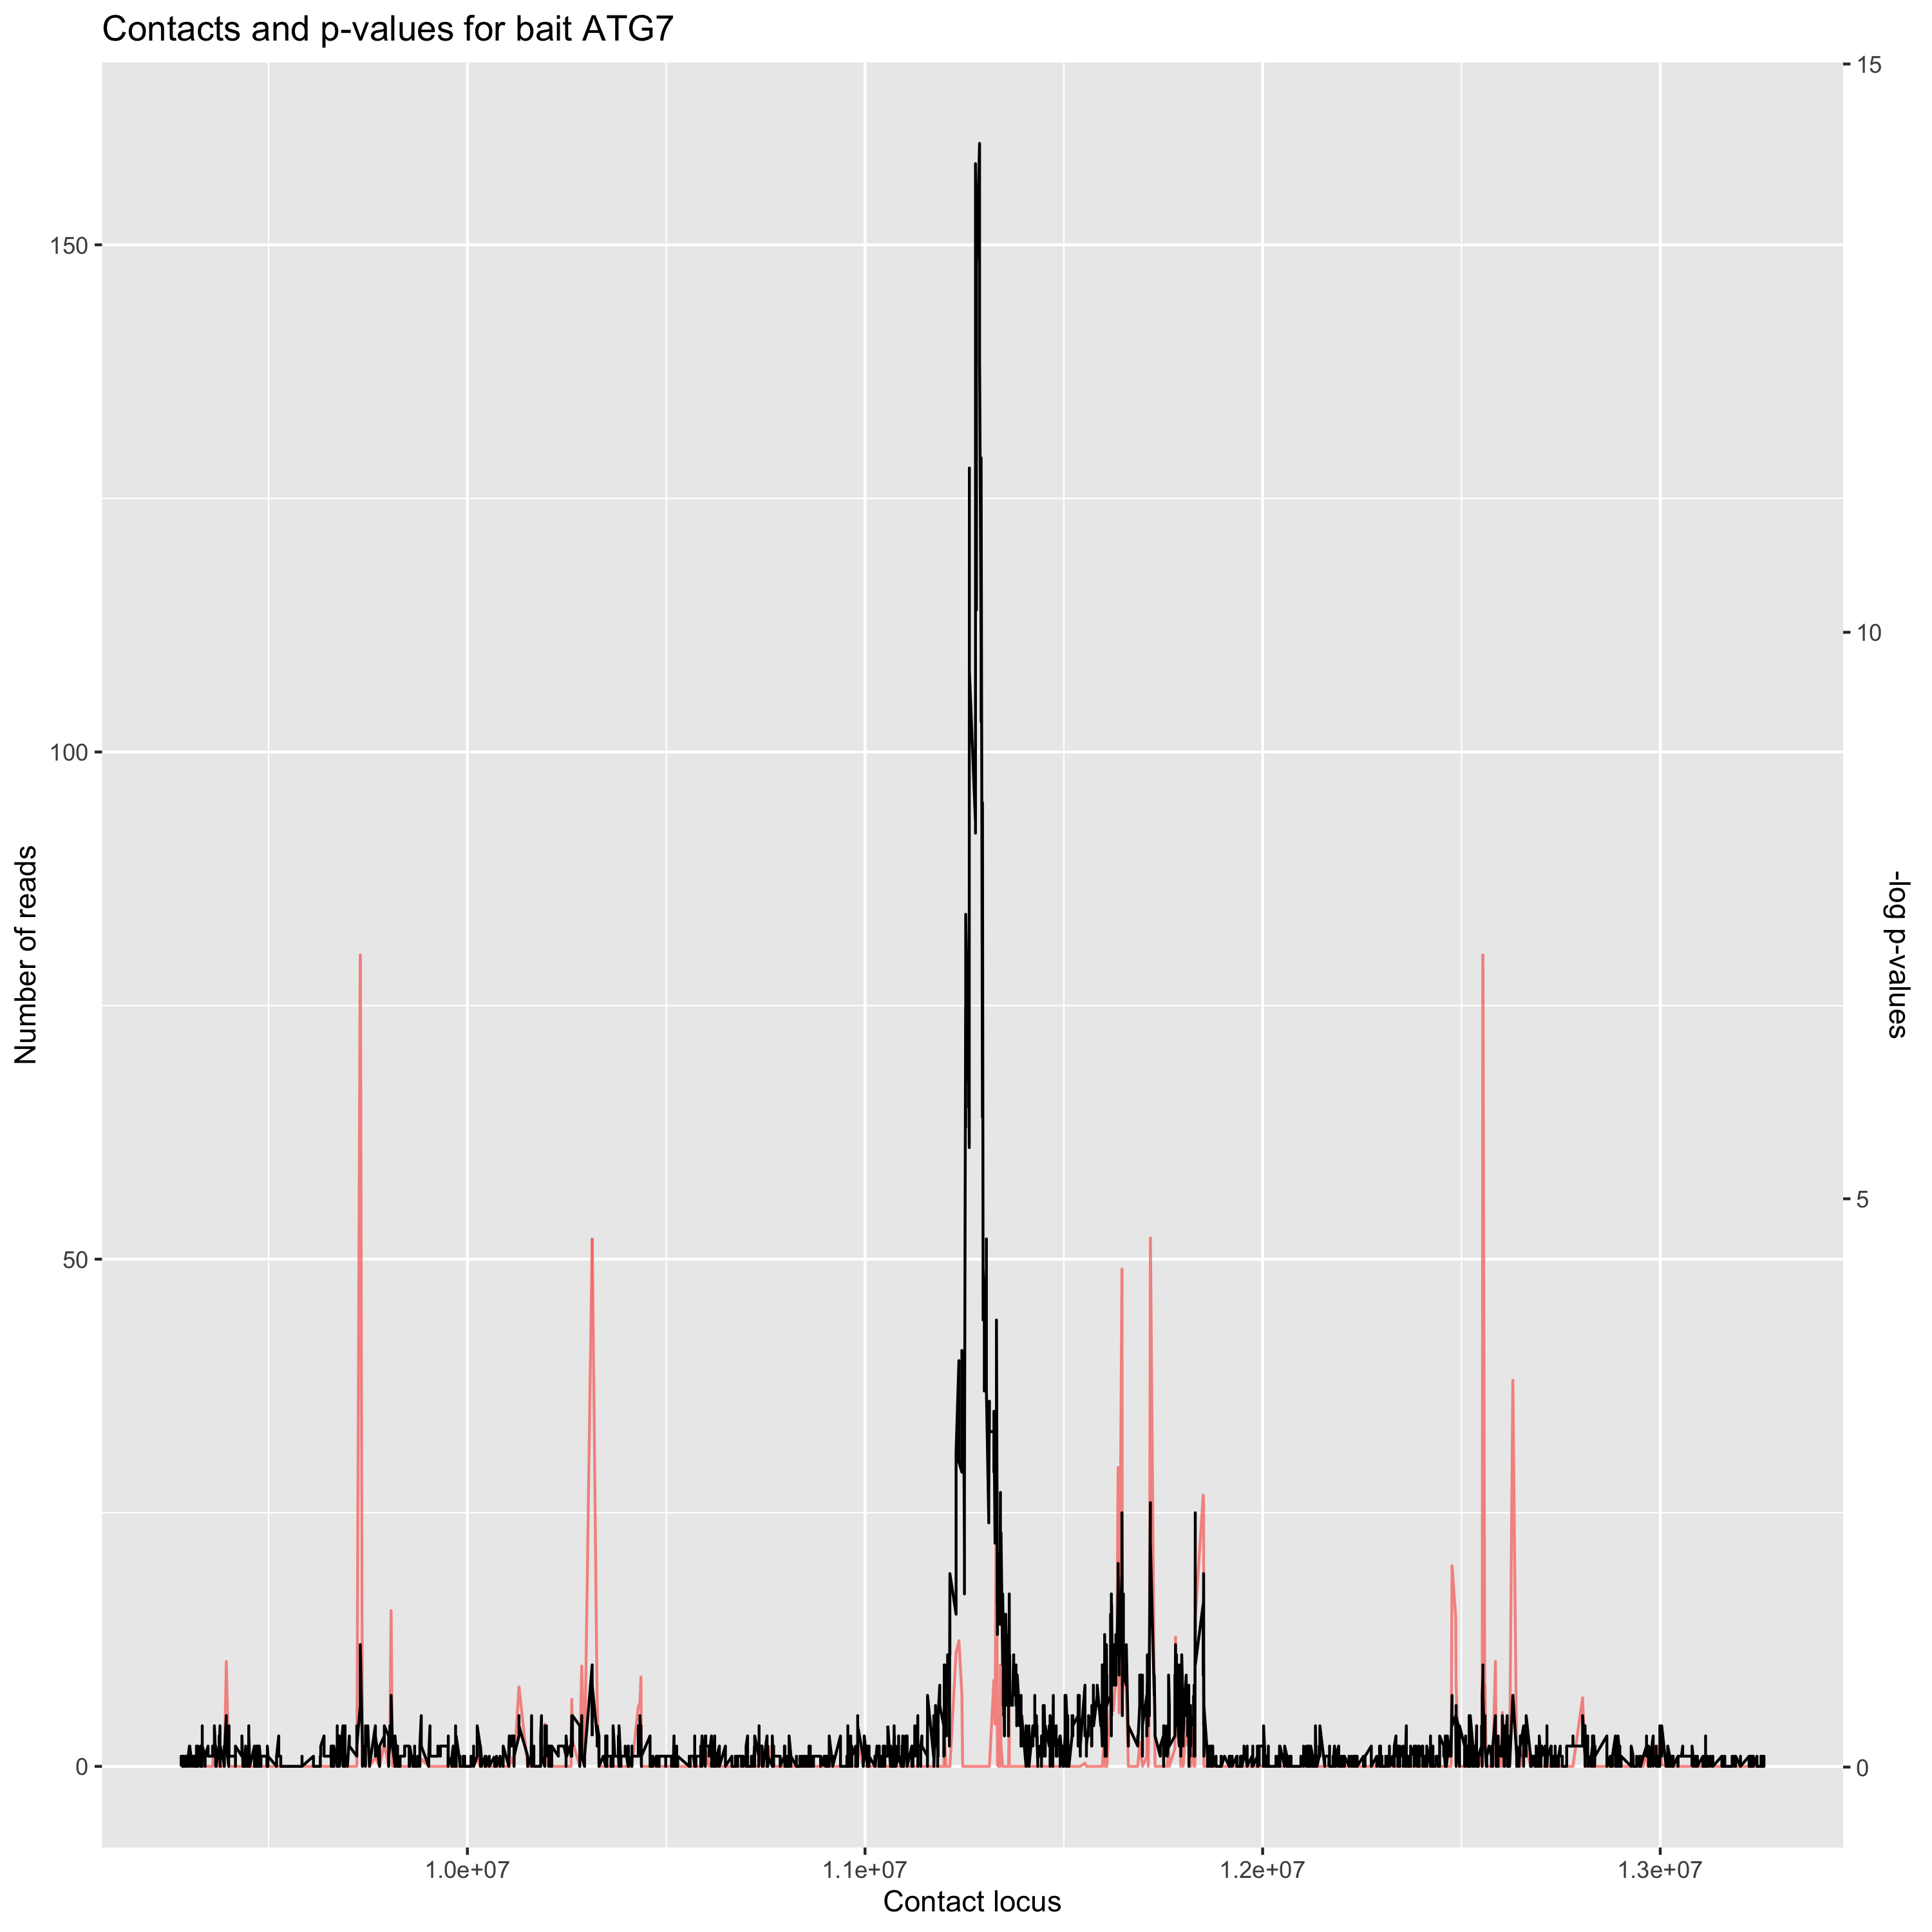 Contacts and p-values for bait ATG7
15
150
10
100
Number of reads
-log p-values
5
50
0
0
1.0e+07
1.1e+07
1.2e+07
1.3e+07
Contact locus